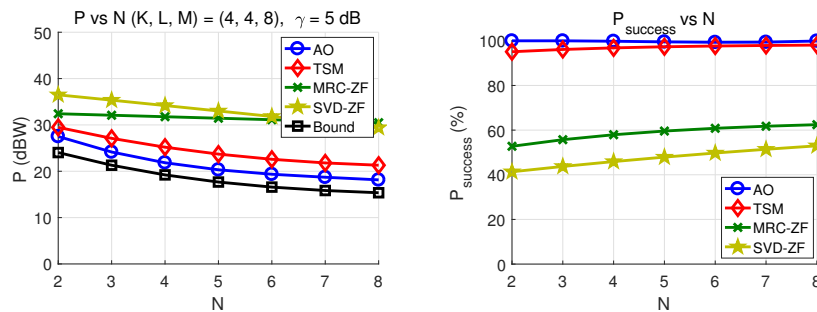 P vs N (K, L, M) = (4, 4, 8), γ = 5 dB
50
40
30
20
10
0
P (dBW)
2 3 4 5 6 7 8
N
AO
TSM
MRC-ZF
SVD-ZF
Bound
P_success vs N
100
80
60
40
20
0
P_success (%)
2 3 4 5 6 7 8
N
AO
TSM
MRC-ZF
SVD-ZF